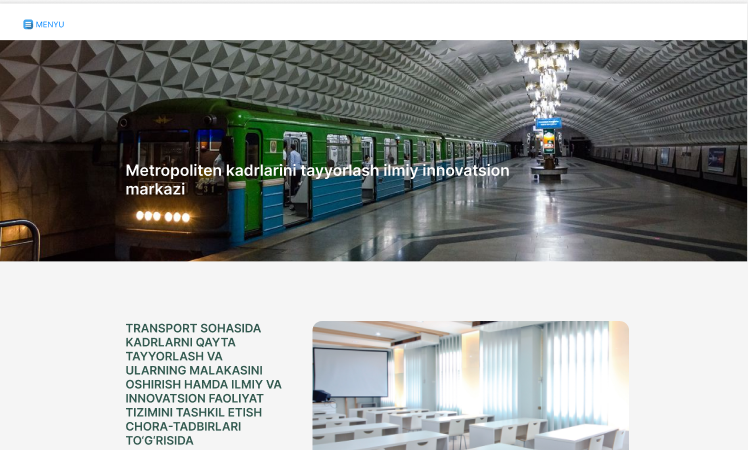 MENYU
Metropoliten kadrlarini tayyorlash ilmiy innovatsion
markazi
TRANSPORT SOHASIDA
KADRLARNI QAYTA
TAYYORLASH VA
ULARNING MALAKASINI
OSHIRISH HAMDA ILMIY VA
INNOVATSION FAOLIYAT
TIZIMINI TASHKIL ETISH
CHORA-TADBIRLARI
TO‘G‘RISIDA